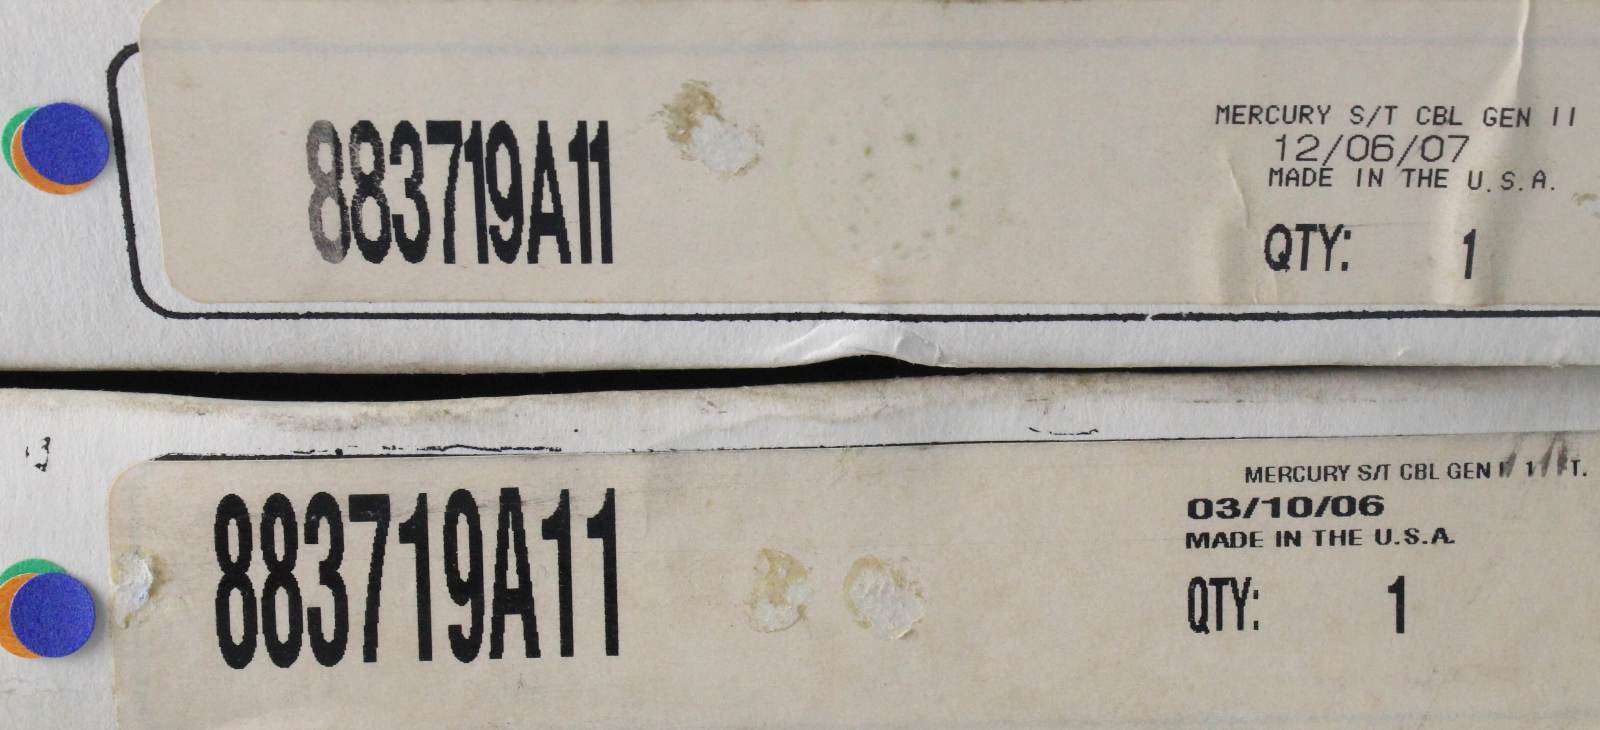 883719A11
MERCURY S/T CBL GEN II
12/06/07
MADE IN THE U.S.A.
QTY: 1
883719A11
MERCURY S/T CBL GEN
03/10/06
MADE IN THE U.S.A.
QTY: 1